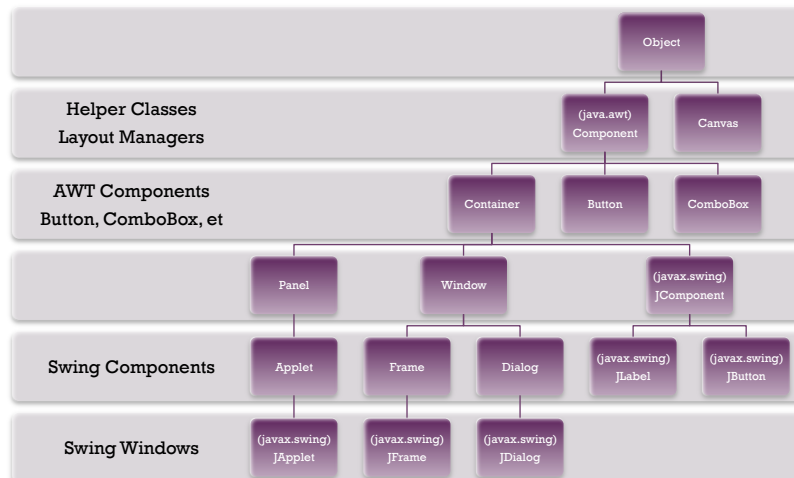 Object
Helper Classes
Layout Managers
(java.awt)
Component
Canvas
AWT Components
Button, ComboBox, et
Container
Button
ComboBox
Panel
Window
(javax.swing)
JComponent
Swing Components
Applet
Frame
Dialog
(javax.swing)
JLabel
(javax.swing)
JButton
Swing Windows
(javax.swing)
JApplet
(javax.swing)
JFrame
(javax.swing)
JDialog